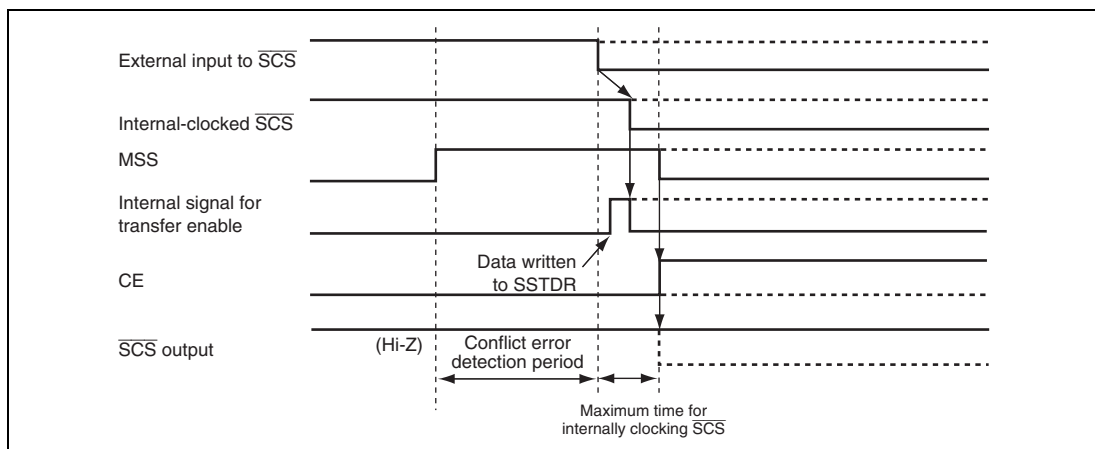 External input to SCS
Internal-clocked SCS
MSS
Internal signal for
transfer enable
Data written
to SSTDR
CE
SCS output
(Hi-Z)
Conflict error
detection period
Maximum time for
internally clocking SCS